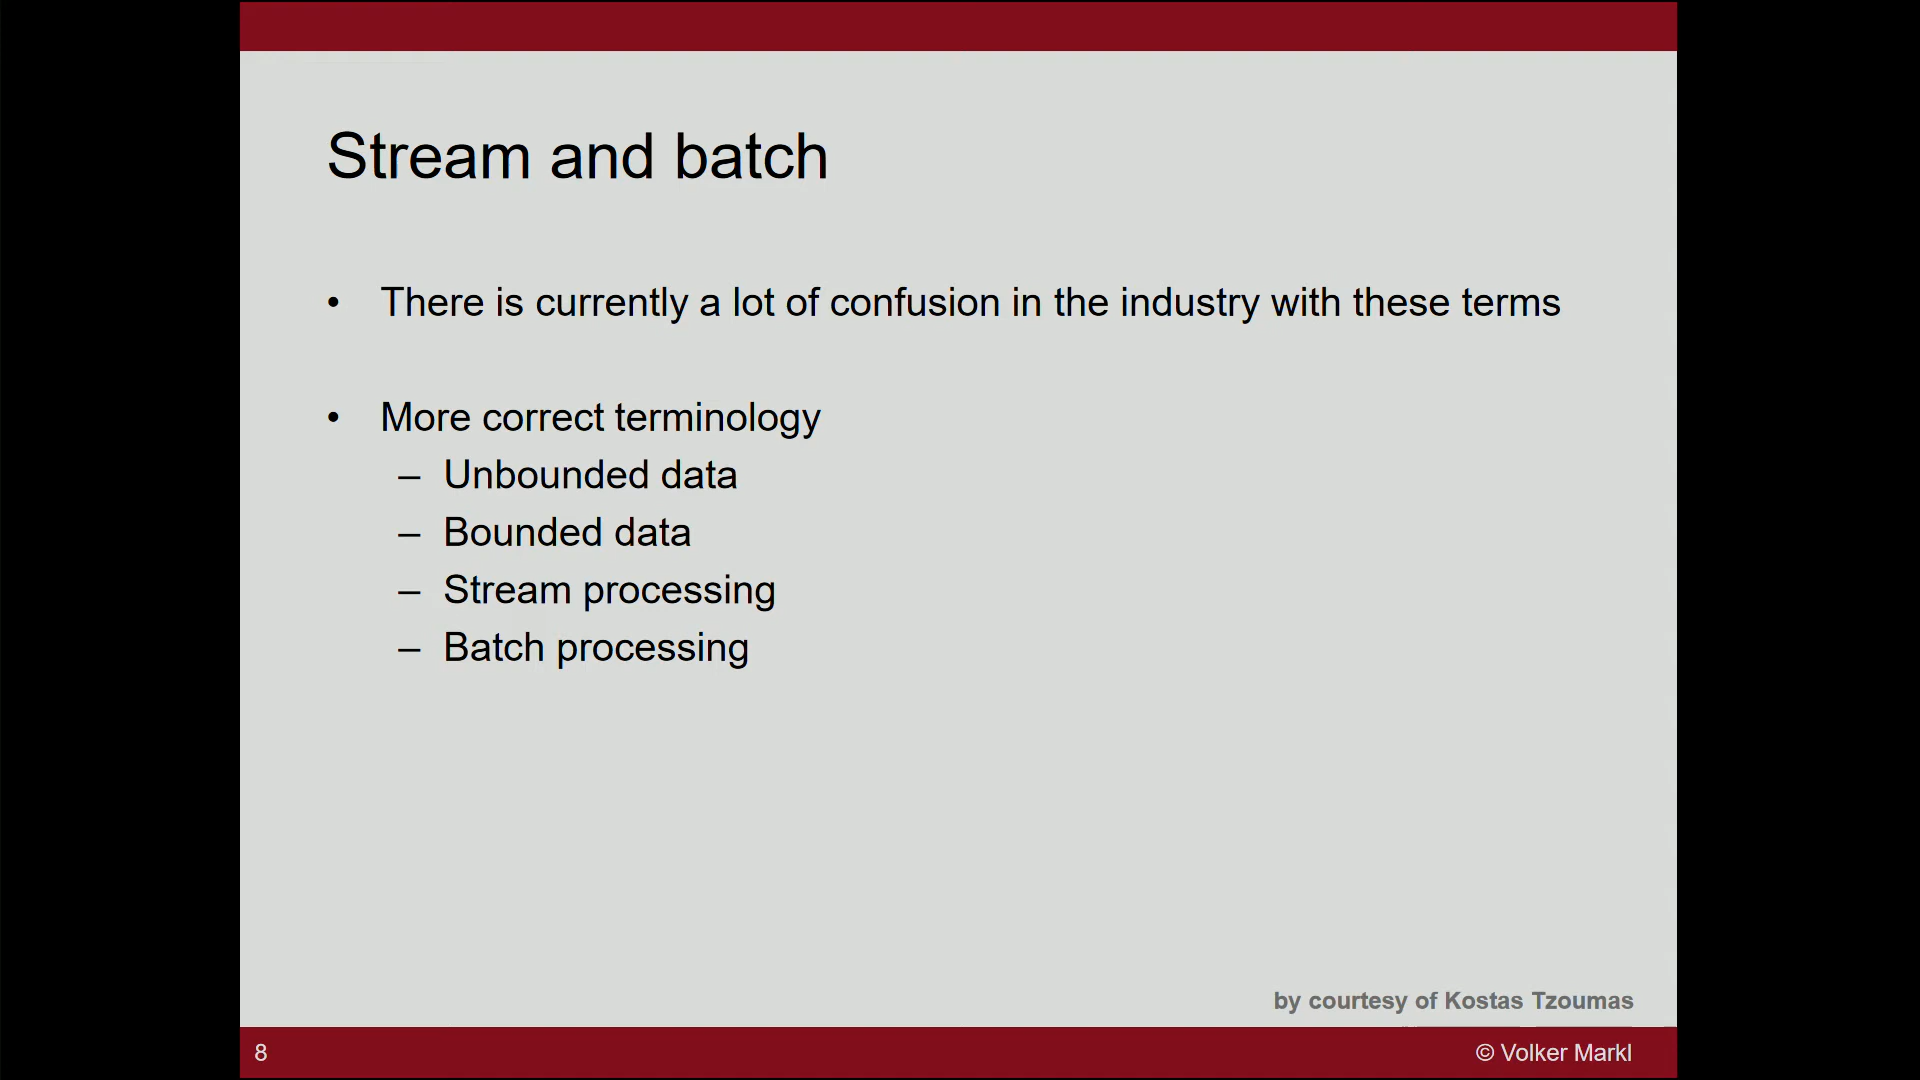 Stream and batch
• There is currently a lot of confusion in the industry with these terms
• More correct terminology
– Unbounded data
– Bounded data
– Stream processing
– Batch processing
by courtesy of Kostas Tzoumas
8
© Volker Markl